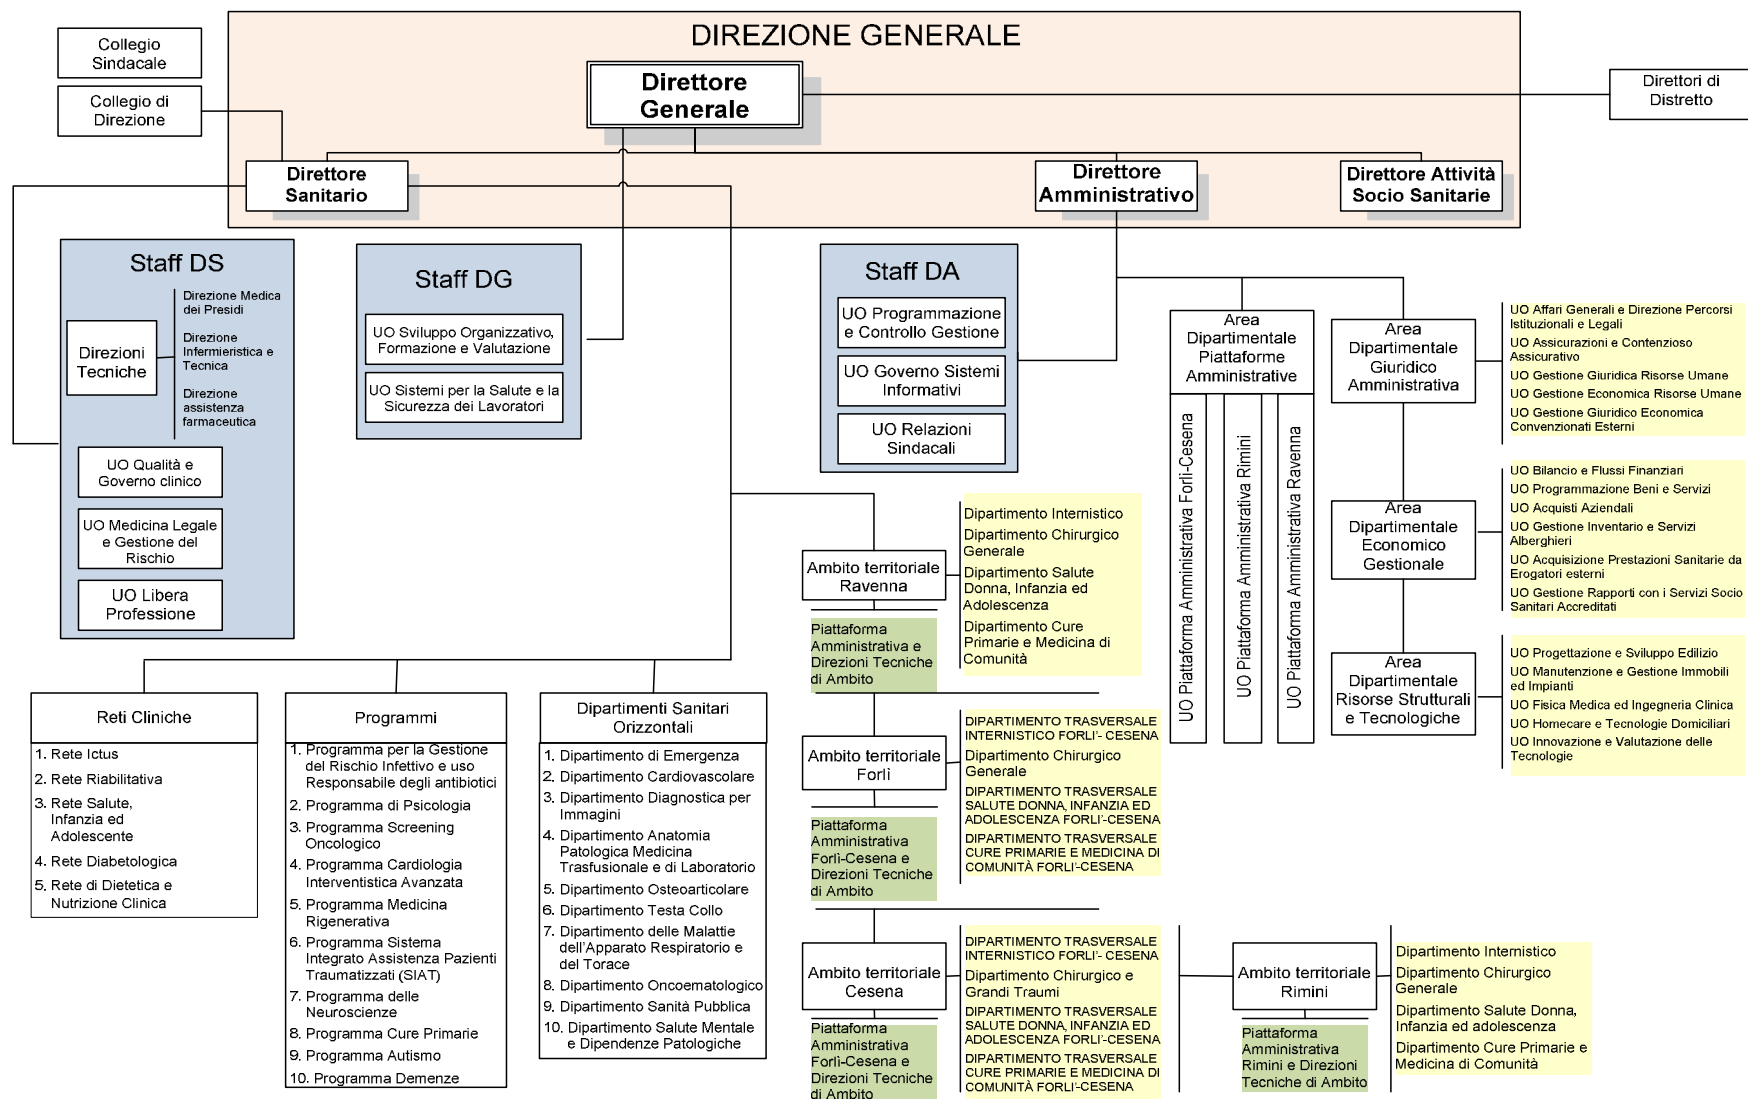 DIREZIONE GENERALE
Collegio
Sindacale
Collegio di
Direzione
Direttore
Generale
Direttori di
Distretto
Direttore
Sanitario
Direttore
Amministrativo
Direttore Attività
Socio Sanitarie
Staff DS
Direzioni
Tecniche
Direzione Medica
dei Presidi
Direzione
Infermieristica e
Tecnica
Direzione
assistenza
farmaceutica
UO Qualità e
Governo clinico
UO Medicina Legale
e Gestione del
Rischio
UO Libera
Professione
Staff DG
UO Sviluppo Organizzativo,
Formazione e Valutazione
UO Sistemi per la Salute e la
Sicurezza dei Lavoratori
Staff DA
UO Programmazione
e Controllo Gestione
UO Governo Sistemi
Informativi
UO Relazioni
Sindacali
Area
Dipartimentale
Piattaforme
Amministrative
UO Piattaforma Amministrativa Forlì-Cesena
UO Piattaforma Amministrativa Rimini
UO Piattaforma Amministrativa Ravenna
Area
Dipartimentale
Giuridico
Amministrativa
UO Affari Generali e Direzione Percorsi
Istituzionali e Legali
UO Assicurazioni e Contenzioso
Assicurativo
UO Gestione Giuridica Risorse Umane
UO Gestione Economica Risorse Umane
UO Gestione Giuridico Economica
Convenzionati Esterni
Area
Dipartimentale
Economico
Gestionale
UO Bilancio e Flussi Finanziari
UO Programmazione Beni e Servizi
UO Acquisti Aziendali
UO Gestione Inventario e Servizi
Alberghieri
UO Acquisizione Prestazioni Sanitarie da
Erogatori esterni
UO Gestione Rapporti con i Servizi Socio
Sanitari Accreditati
Area
Dipartimentale
Risorse Strutturali
e Tecnologiche
UO Progettazione e Sviluppo Edilizio
UO Manutenzione e Gestione Immobili
ed Impianti
UO Fisica Medica ed Ingegneria Clinica
UO Homecare e Tecnologie Domiciliari
UO Innovazione e Valutazione delle
Tecnologie
Reti Cliniche
1. Rete Ictus
2. Rete Riabilitativa
3. Rete Salute,
Infanzia ed
Adolescente
4. Rete Diabetologica
5. Rete di Dietetica e
Nutrizione Clinica
Programmi
1. Programma per la Gestione
del Rischio Infettivo e uso
Responsabile degli antibiotici
2. Programma di Psicologia
3. Programma Screening
Oncologico
4. Programma Cardiologia
Interventistica Avanzata
5. Programma Medicina
Rigenerativa
6. Programma Sistema
Integrato Assistenza Pazienti
Traumatizzati (SIAT)
7. Programma delle
Neuroscienze
8. Programma Cure Primarie
9. Programma Autismo
10. Programma Demenze
Dipartimenti Sanitari
Orizzontali
1. Dipartimento di Emergenza
2. Dipartimento Cardiovascolare
3. Dipartimento Diagnostica per
Immagini
4. Dipartimento Anatomia
Patologica Medicina
Trasfusionale e di Laboratorio
5. Dipartimento Osteoarticolare
6. Dipartimento Testa Collo
7. Dipartimento delle Malattie
dell'Apparato Respiratorio e
del Torace
8. Dipartimento Oncoematologico
9. Dipartimento Sanità Pubblica
10. Dipartimento Salute Mentale
e Dipendenze Patologiche
Ambito territoriale
Ravenna
Piattaforma
Amministrativa e
Direzioni Tecniche
di Ambito
Dipartimento Internistico
Dipartimento Chirurgico
Generale
Dipartimento Salute
Donna, Infanzia ed
Adolescenza
Dipartimento Cure
Primarie e Medicina di
Comunità
Ambito territoriale
Forlì
Piattaforma
Amministrativa
Forlì-Cesena e
Direzioni Tecniche
di Ambito
DIPARTIMENTO TRASVERSALE
INTERNISTICO FORLI'- CESENA
Dipartimento Chirurgico
Generale
DIPARTIMENTO TRASVERSALE
SALUTE DONNA, INFANZIA ED
ADOLESCENZA FORLI'-CESENA
DIPARTIMENTO TRASVERSALE
CURE PRIMARIE E MEDICINA DI
COMUNITÀ FORLI'-CESENA
Ambito territoriale
Cesena
Piattaforma
Amministrativa
Forlì-Cesena e
Direzioni Tecniche
di Ambito
DIPARTIMENTO TRASVERSALE
INTERNISTICO FORLI'- CESENA
Dipartimento Chirurgico e
Grandi Traumi
DIPARTIMENTO TRASVERSALE
SALUTE DONNA, INFANZIA ED
ADOLESCENZA FORLI'-CESENA
DIPARTIMENTO TRASVERSALE
CURE PRIMARIE E MEDICINA DI
COMUNITÀ FORLI'-CESENA
Ambito territoriale
Rimini
Piattaforma
Amministrativa
Rimini e Direzioni
Tecniche di Ambito
Dipartimento Internistico
Dipartimento Chirurgico
Generale
Dipartimento Salute Donna,
Infanzia ed adolescenza
Dipartimento Cure Primarie e
Medicina di Comunità